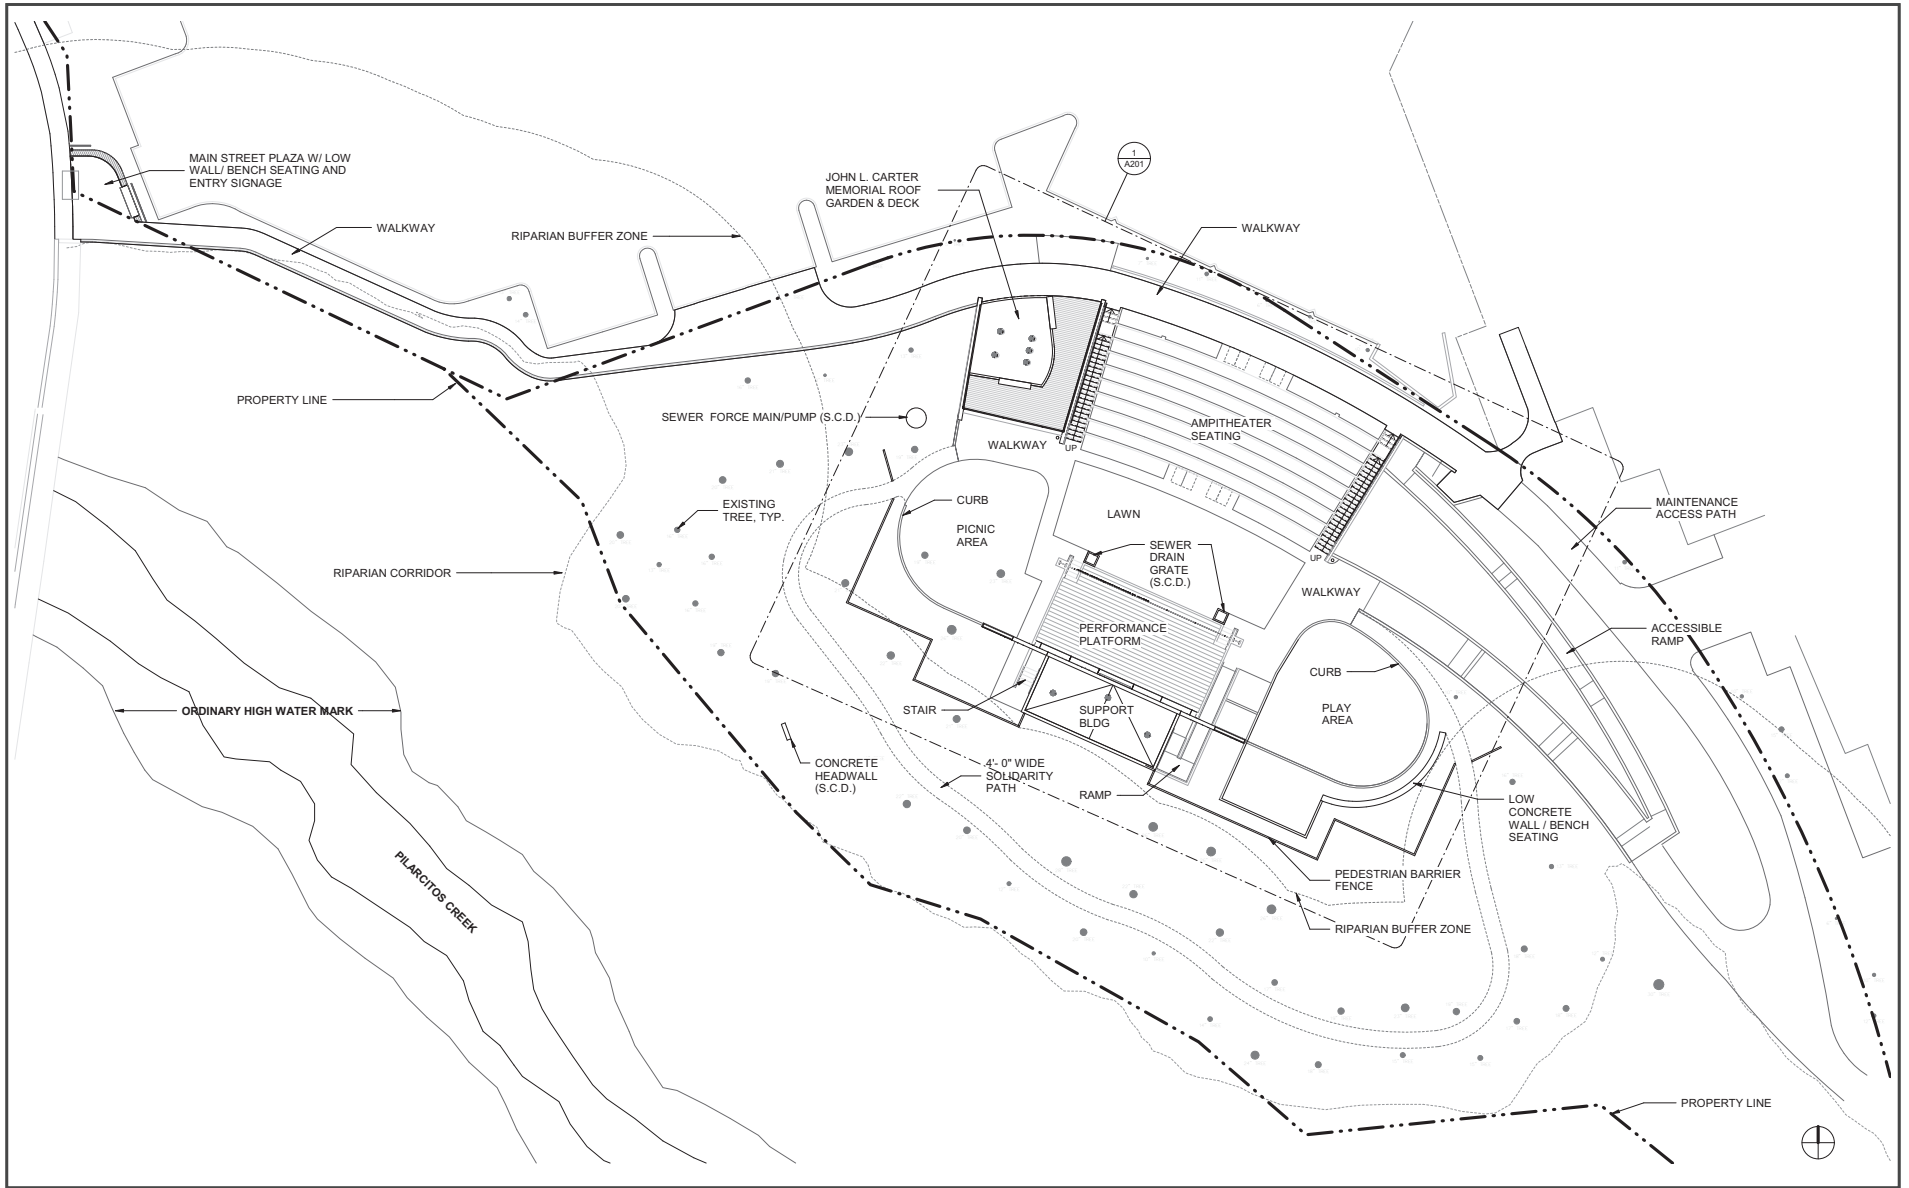 1
A201
MAIN STREET PLAZA W/ LOW
WALL/ BENCH SEATING AND
ENTRY SIGNAGE
JOHN L. CARTER
MEMORIAL ROOF
GARDEN & DECK
WALKWAY
RIPARIAN BUFFER ZONE
WALKWAY
PROPERTY LINE
SEWER FORCE MAIN/PUMP (S.C.D.)
WALKWAY
UP
AMPITHEATER
SEATING
CURB
PICNIC
AREA
EXISTING
TREE, TYP.
LAWN
MAINTENANCE
ACCESS PATH
SEWER
DRAIN
GRATE
(S.C.D.)
UP
RIPARIAN CORRIDOR
WALKWAY
PERFORMANCE
PLATFORM
ACCESSIBLE
RAMP
CURB
ORDINARY HIGH WATER MARK
STAIR
SUPPORT
BLDG
PLAY
AREA
CONCRETE
HEADWALL
(S.C.D.)
4'- 0" WIDE
SOLIDARITY
PATH
RAMP
LOW
CONCRETE
WALL / BENCH
SEATING
PILARCITOS CREEK
PEDESTRIAN BARRIER
FENCE
RIPARIAN BUFFER ZONE
PROPERTY LINE